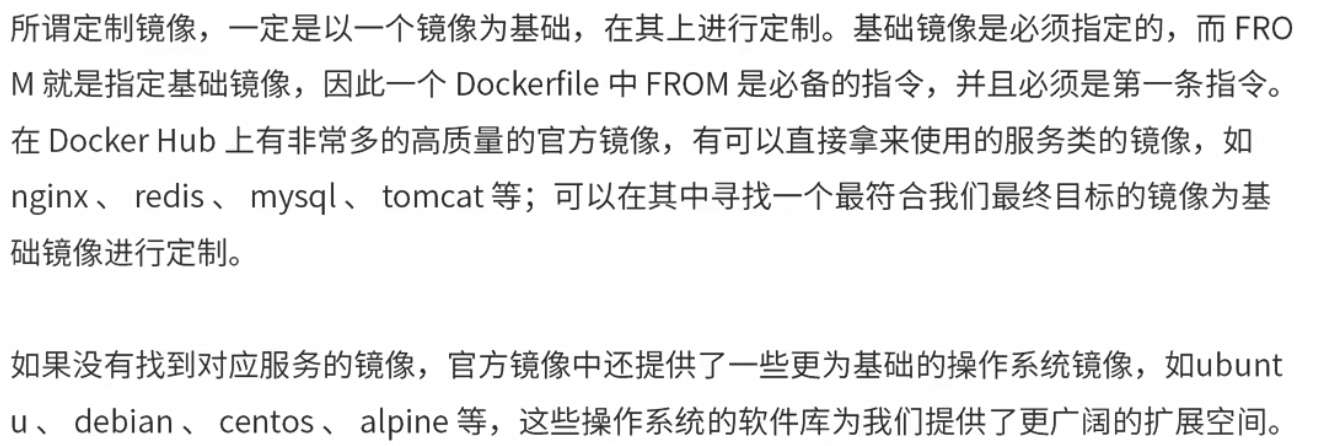 所谓定制镜像，一定是以一个镜像为基础，在其上进行定制。基础镜像是必须指定的，而 FRO
M 就是指定基础镜像，因此一个 Dockerfile 中 FROM 是必备的指令，并且必须是第一条指令。
在 Docker Hub 上有非常多的高质量的官方镜像，有可以直接拿来使用的服务类的镜像，如
nginx 、 redis 、 mysql 、 tomcat 等；可以在其中寻找一个最符合我们最终目标的镜像为基
础镜像进行定制。
如果没有找到对应服务的镜像，官方镜像中还提供了一些更为基础的操作系统镜像，如ubunt
u 、 debian 、 centos 、 alpine 等，这些操作系统的软件库为我们提供了更广阔的扩展空间。